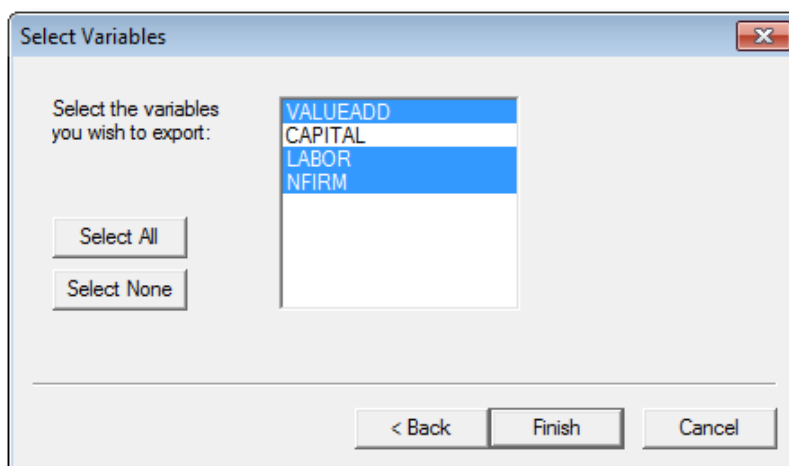 Select Variables
Select the variables
you wish to export:
VALUEADD
CAPITAL
LABOR
NFIRM
Select All
Select None
< Back
Finish
Cancel